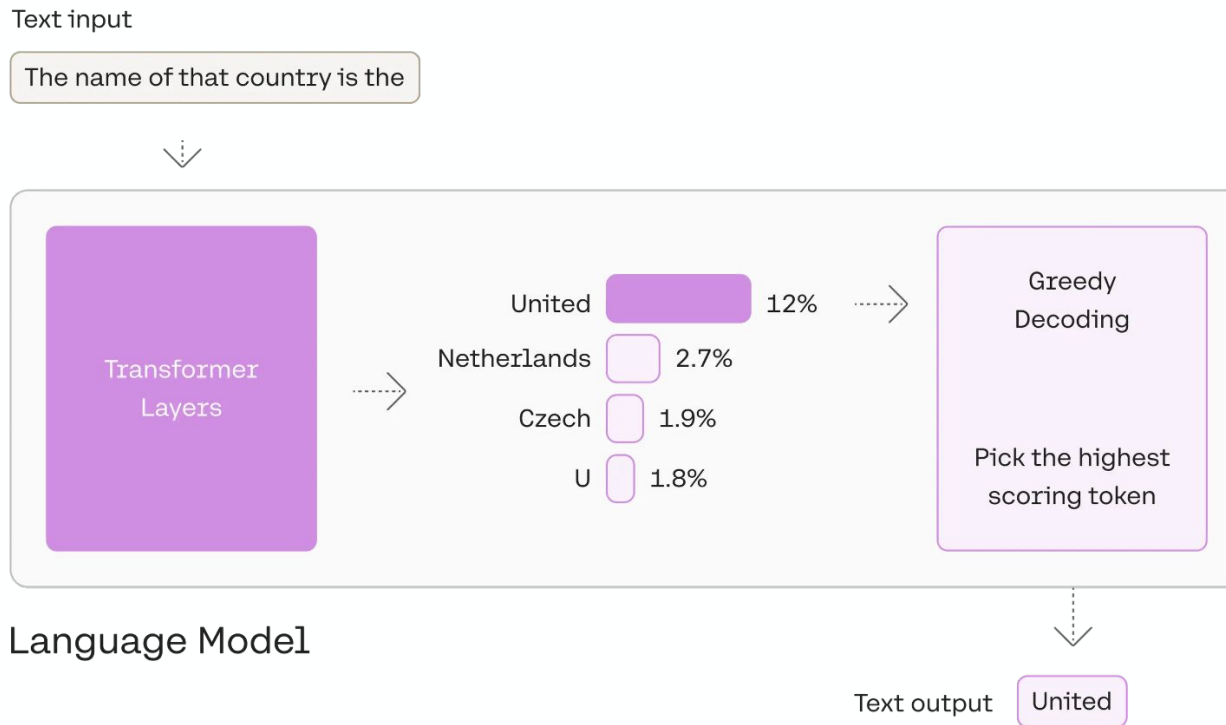 Text input
The name of that country is the
Transformer
Layers
United 12%
Netherlands 2.7%
Czech 1.9%
U 1.8%
Greedy
Decoding
Pick the highest
scoring token
Language Model
Text output United